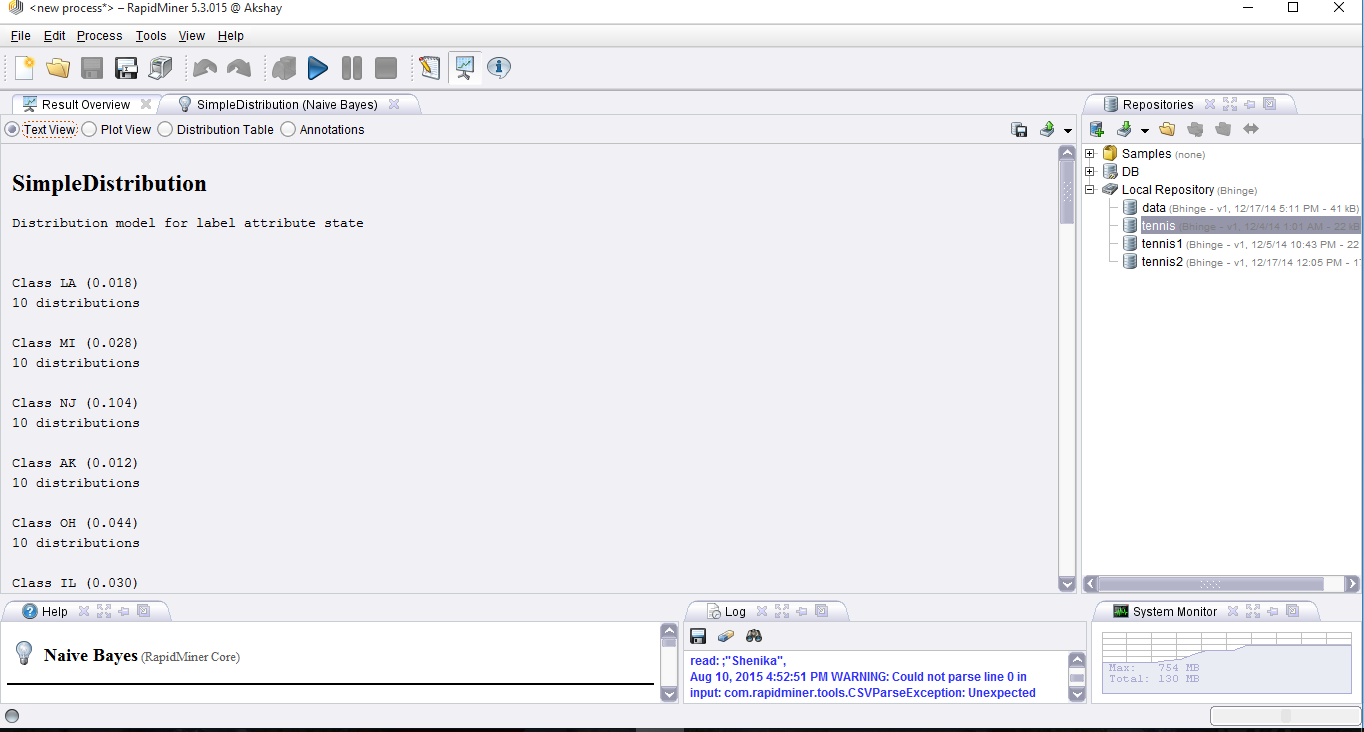 <new process*> – RapidMiner 5.3.015 @ Akshay
File Edit Process Tools View Help
Result Overview
SimpleDistribution (Naive Bayes)
Repositories
Text View Plot View Distribution Table Annotations
Samples (none)
DB
Local Repository (Bhinge)
data (Bhinge - v1, 12/17/14 5:11 PM - 41 kB)
tennis (Bhinge - v1, 12/4/14 1:01 AM - 22 kB
tennis1 (Bhinge - v1, 12/5/14 10:43 PM - 22
tennis2 (Bhinge - v1, 12/17/14 12:05 PM - 17
SimpleDistribution
Distribution model for label attribute state
Class LA (0.018)
10 distributions
Class MI (0.028)
10 distributions
Class NJ (0.104)
10 distributions
Class AK (0.012)
10 distributions
Class OH (0.044)
10 distributions
Class IL (0.030)
Help
Naive Bayes (RapidMiner Core)
Log
read: ;"Shenika",
Aug 10, 2015 4:52:51 PM WARNING: Could not parse line 0 in
input: com.rapidminer.tools.CSVParseException: Unexpected
System Monitor
Max: 754 MB
Total: 130 MB